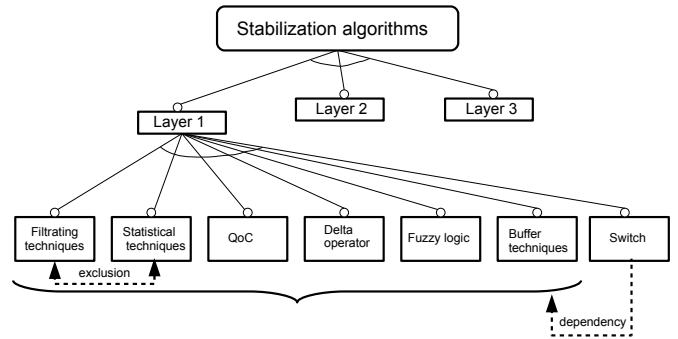 Stabilization algorithms
Layer 1
Layer 2
Layer 3
Filtrating
techniques
Statistical
techniques
QoC
Delta
operator
Fuzzy logic
Buffer
techniques
Switch
exclusion
dependency